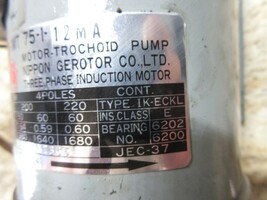 75-1-12MA
MOTOR-TROCHOID PUMP
NIPPON GEROTOR CO.,LTD.
PHASE INDUCTION MOTOR
4POLES CONT.
200 220 TYPE IK-ECKL
60 60 INS.CLASS E
0.59 0.60 BEARING 6202
1640 1680 NO. 6200
JEC-37